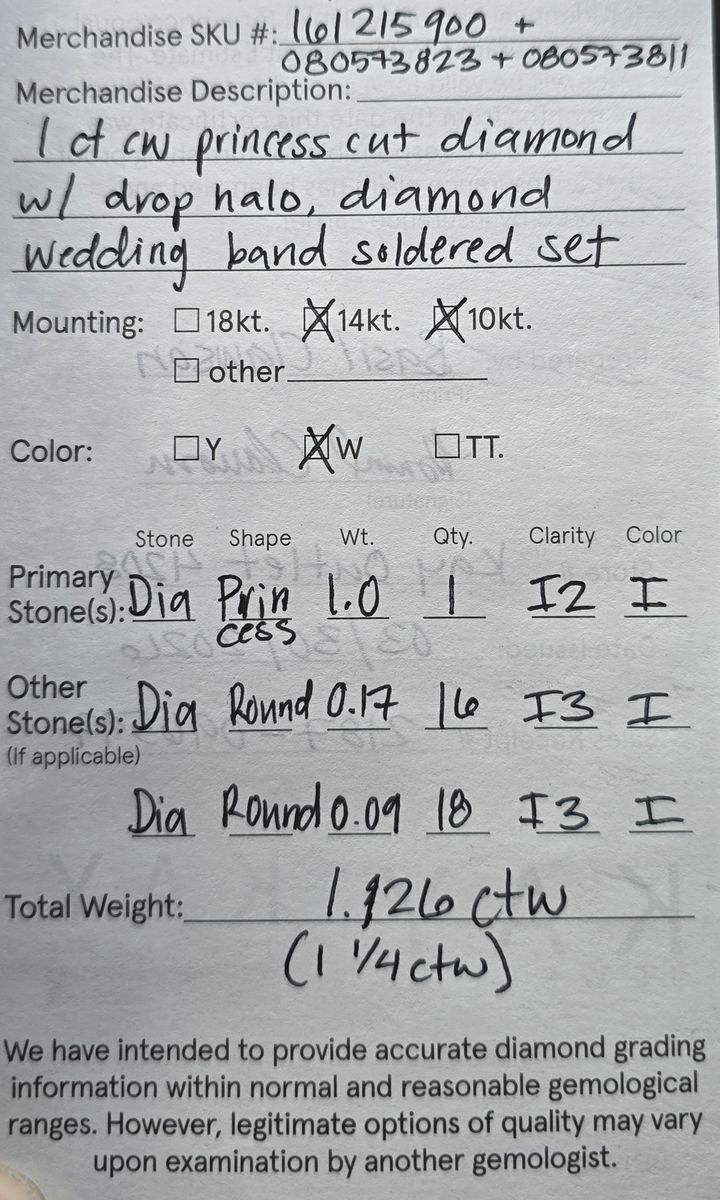 Merchandise SKU #: 161215900 +
080573823 + 080573811
Merchandise Description:
1 ct cw princess cut diamond
w/ drop halo, diamond
wedding band soldered set
Mounting: ☐ 18kt. ☒ 14kt. ☒ 10kt.
☐ other
Color: ☐ Y ☒ W ☐ TT.
Stone Shape Wt. Qty. Clarity Color
Primary
Stone(s): Dia Prin 1.0 1 I2 I
cess
Other
Stone(s): Dia Round 0.17 16 I3 I
(If applicable)
Dia Round 0.09 18 I3 I
Total Weight: 1.26 ctw
(1 1/4 ctw)
We have intended to provide accurate diamond grading
information within normal and reasonable gemological
ranges. However, legitimate options of quality may vary
upon examination by another gemologist.